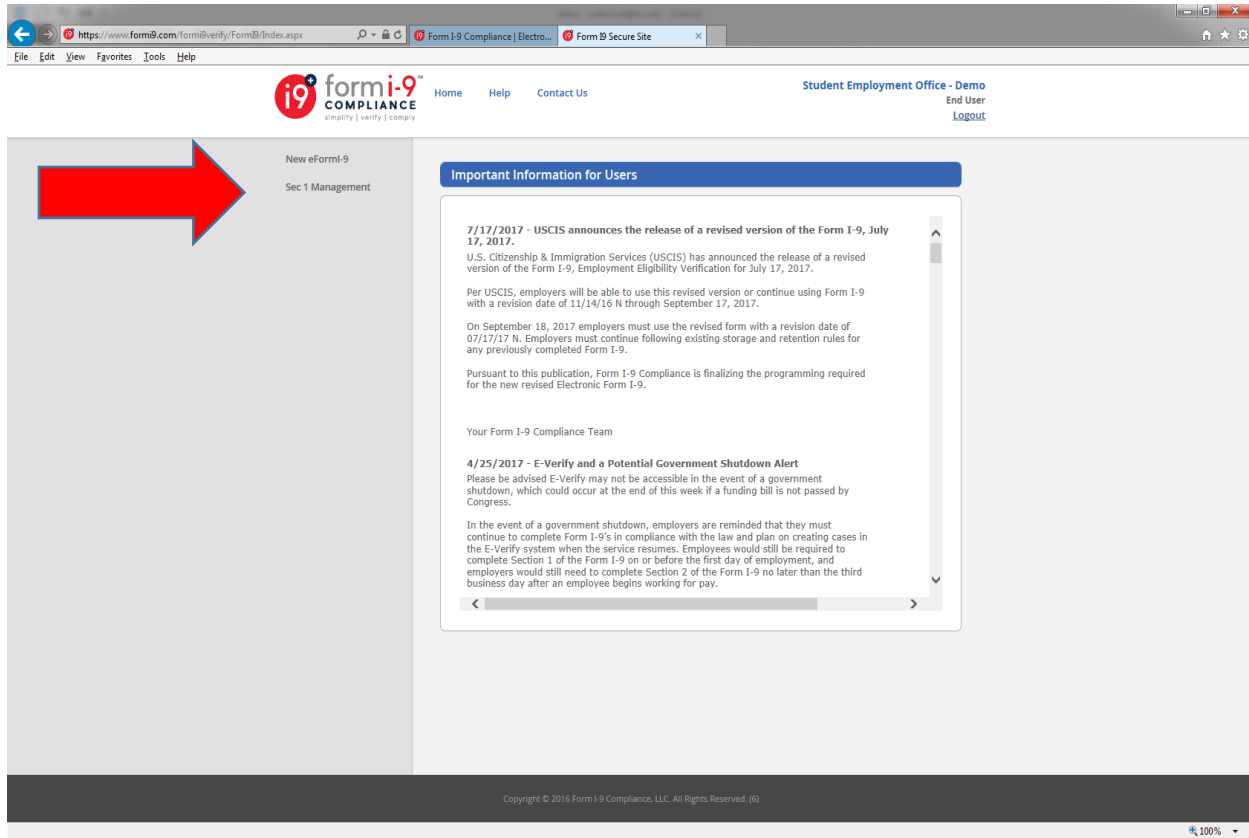 https://www.formi9.com/formi9verify/FormI9/Index.aspx
Form I-9 Compliance | Electro...
Form I9 Secure Site
File Edit View Favorites Tools Help
i9+
form i-9™
COMPLIANCE
simplify | verify | comply
Home Help Contact Us
Student Employment Office - Demo
End User
Logout
New eFormI-9
Sec 1 Management
Important Information for Users
7/17/2017 - USCIS announces the release of a revised version of the Form I-9, July
17, 2017.
U.S. Citizenship & Immigration Services (USCIS) has announced the release of a revised
version of the Form I-9, Employment Eligibility Verification for July 17, 2017.
Per USCIS, employers will be able to use this revised version or continue using Form I-9
with a revision date of 11/14/16 N through September 17, 2017.
On September 18, 2017 employers must use the revised form with a revision date of
07/17/17 N. Employers must continue following existing storage and retention rules for
any previously completed Form I-9.
Pursuant to this publication, Form I-9 Compliance is finalizing the programming required
for the new revised Electronic Form I-9.
Your Form I-9 Compliance Team
4/25/2017 - E-Verify and a Potential Government Shutdown Alert
Please be advised E-Verify may not be accessible in the event of a government
shutdown, which could occur at the end of this week if a funding bill is not passed by
Congress.
In the event of a government shutdown, employers are reminded that they must
continue to complete Form I-9's in compliance with the law and plan on creating cases in
the E-Verify system when the service resumes. Employees would still be required to
complete Section 1 of the Form I-9 on or before the first day of employment, and
employers would still need to complete Section 2 of the Form I-9 no later than the third
business day after an employee begins working for pay.
Copyright © 2016 Form I-9 Compliance, LLC. All Rights Reserved. (6)
100%